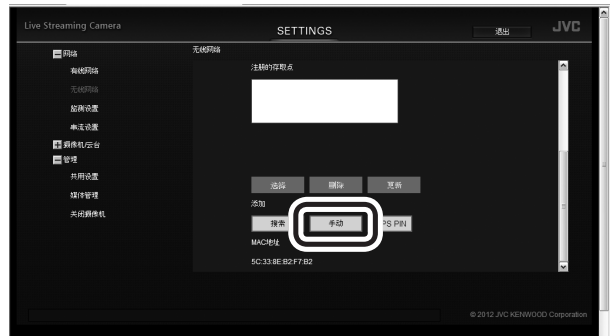 Live Streaming Camera
SETTINGS
退出
JVC
网络
有线网络
无线网络
监测设置
串流设置
摄像机/云台
管理
共用设置
媒体管理
关闭摄像机
无线网络
注册的存取点
选择
删除
更新
添加
搜索
手动
PS PIN
MAC地址
5C:33:8E:B2:F7:B2
© 2012 JVC KENWOOD Corporation